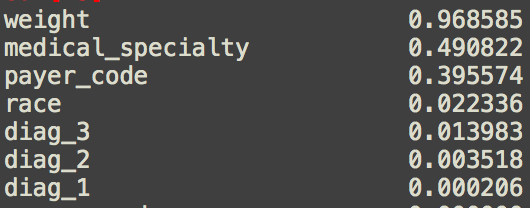 weight 0.968585
medical_specialty 0.490822
payer_code 0.395574
race 0.022336
diag_3 0.013983
diag_2 0.003518
diag_1 0.000206